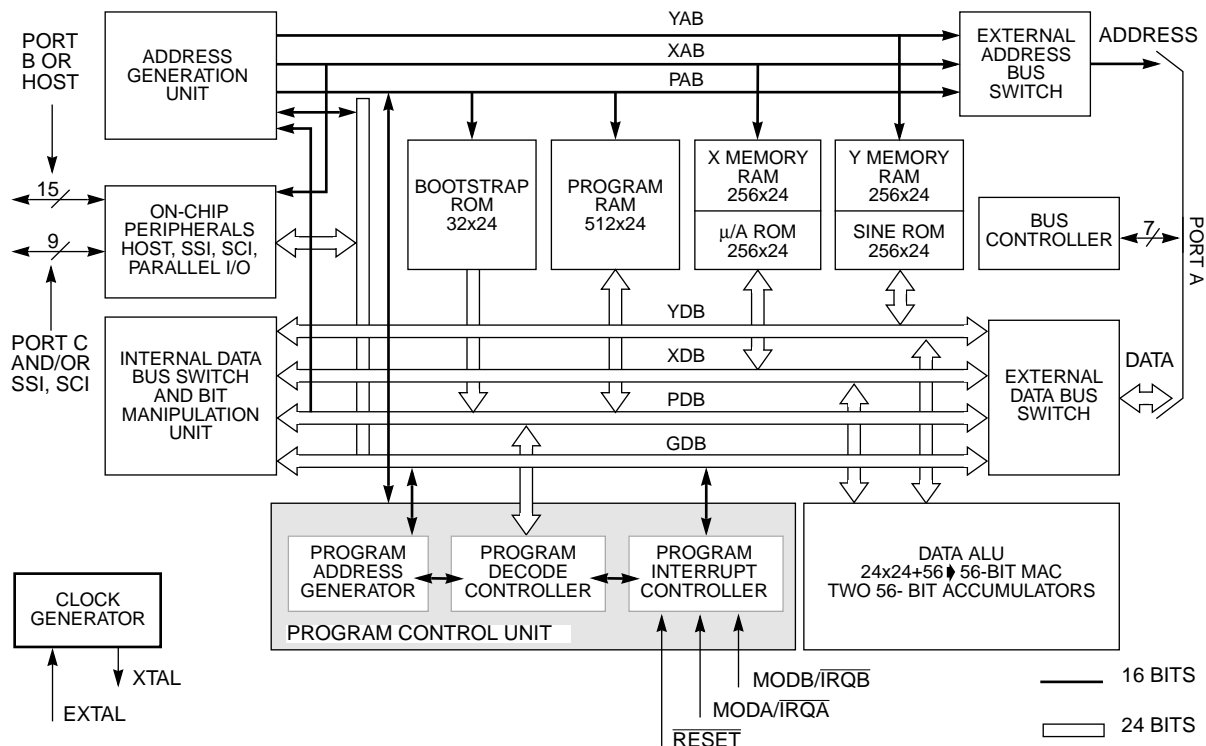 YAB
XAB
PAB
PORT
B OR
HOST
ADDRESS
GENERATION
UNIT
EXTERNAL
ADDRESS
BUS
SWITCH
ADDRESS
15
9
ON-CHIP
PERIPHERALS
HOST, SSI, SCI,
PARALLEL I/O
BOOTSTRAP
ROM
32x24
PROGRAM
RAM
512x24
X MEMORY
RAM
256x24
µ/A ROM
256x24
Y MEMORY
RAM
256x24
SINE ROM
256x24
BUS
CONTROLLER
7
PORT A
PORT C
AND/OR
SSI, SCI
INTERNAL DATA
BUS SWITCH
AND BIT
MANIPULATION
UNIT
YDB
XDB
PDB
GDB
EXTERNAL
DATA BUS
SWITCH
DATA
PROGRAM
ADDRESS
GENERATOR
PROGRAM
DECODE
CONTROLLER
PROGRAM
INTERRUPT
CONTROLLER
PROGRAM CONTROL UNIT
DATA ALU
24x24+56 ➧ 56-BIT MAC
TWO 56- BIT ACCUMULATORS
CLOCK
GENERATOR
XTAL
EXTAL
MODB/I̅R̅Q̅B̅
MODA/I̅R̅Q̅A̅
R̅E̅S̅E̅T̅
16 BITS
24 BITS